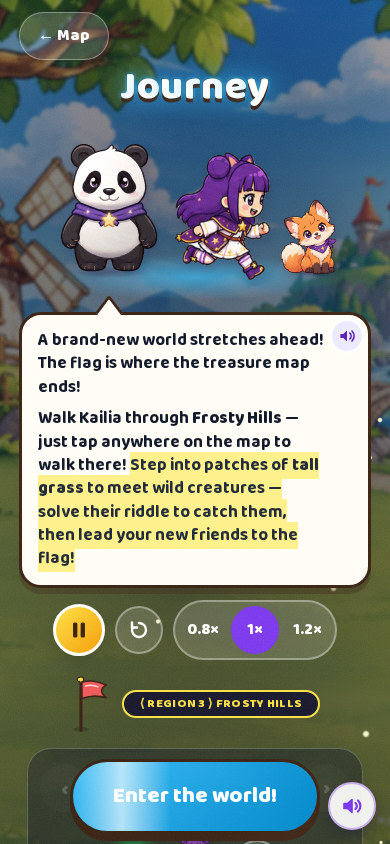 ← Map
Journey
A brand-new world stretches ahead!
The flag is where the treasure map
ends!
Walk Kailia through Frosty Hills —
just tap anywhere on the map to
walk there! Step into patches of tall
grass to meet wild creatures —
solve their riddle to catch them,
then lead your new friends to the
flag!
0.8× 1× 1.2×
⟨ REGION 3 ⟩ FROSTY HILLS
Enter the world!